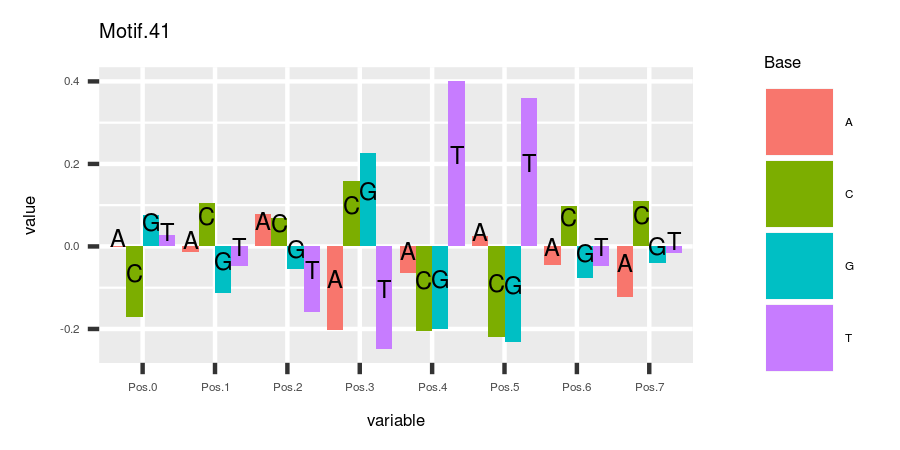 Motif.41
Base
0.4
0.2
0.0
-0.2
value
A C G T A C G T A C G T A C G T A C G T A C G T A C G T A C G T
Pos.0 Pos.1 Pos.2 Pos.3 Pos.4 Pos.5 Pos.6 Pos.7
variable
A
C
G
T